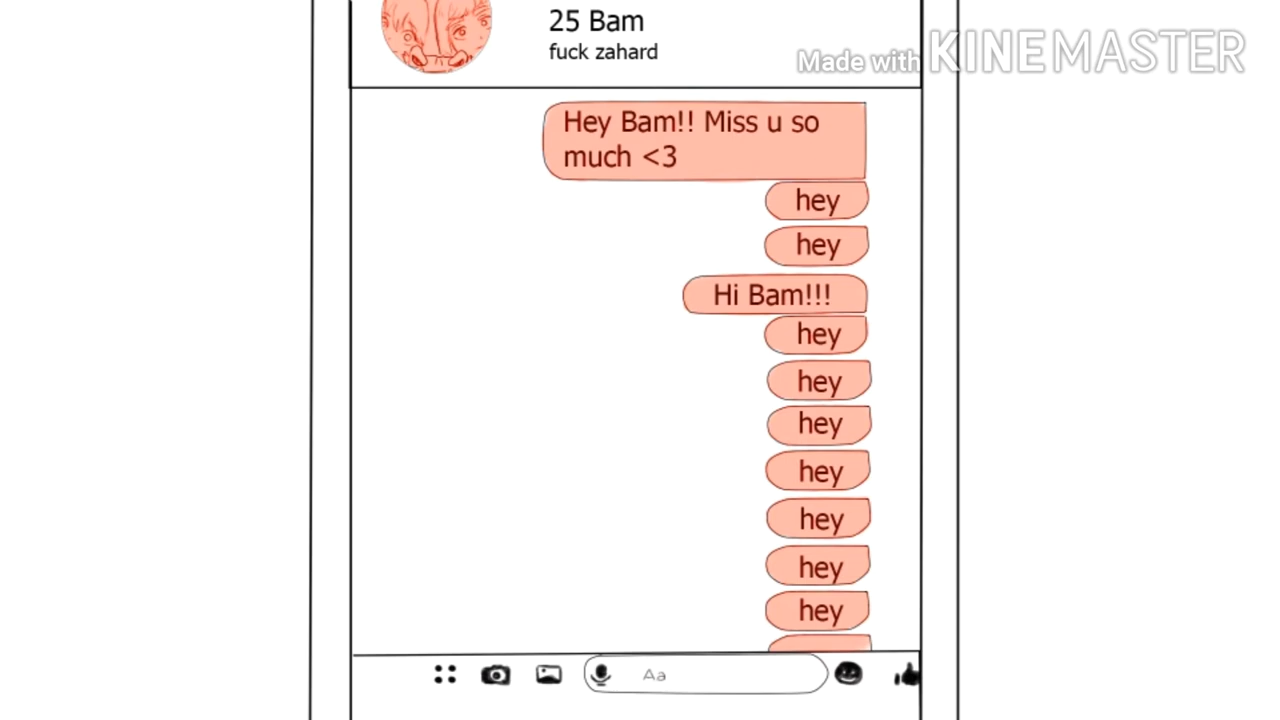 25 Bam
fuck zahard
Made with KINEMASTER
Hey Bam!! Miss u so
much <3
hey
hey
Hi Bam!!!
hey
hey
hey
hey
hey
hey
hey
Aa